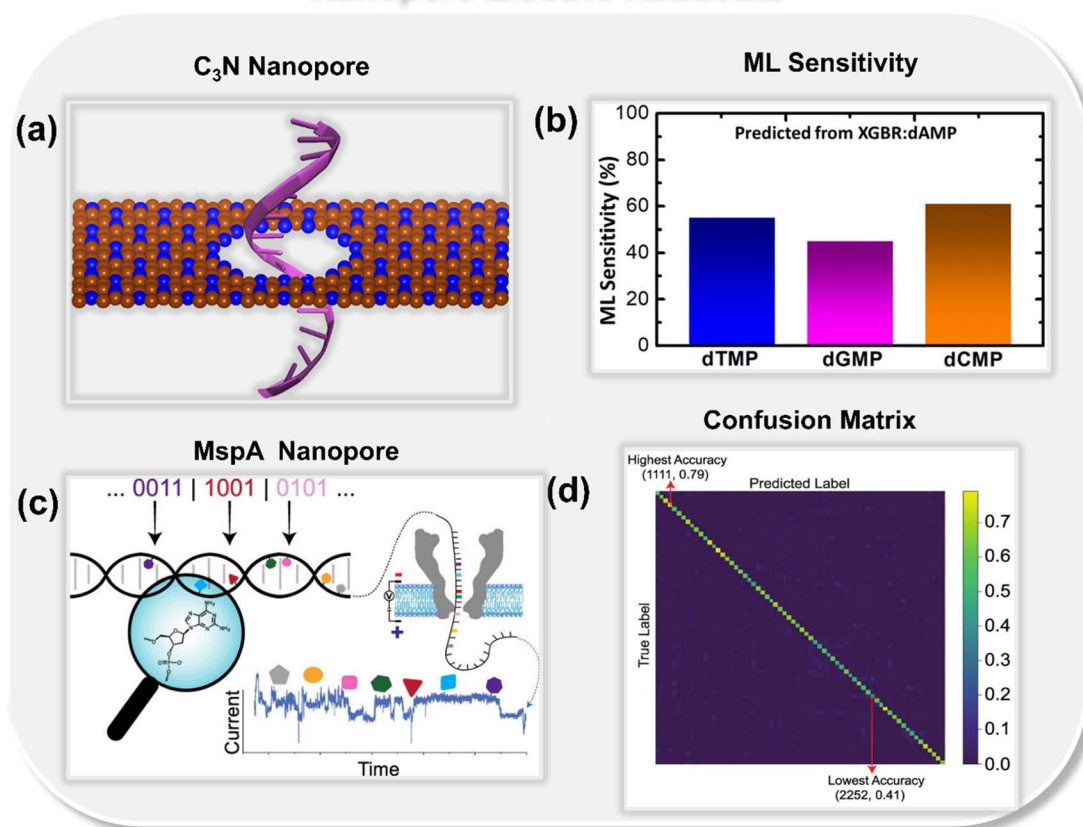 C₃N Nanopore
(a)
ML Sensitivity
(b)
Predicted from XGBR:dAMP
ML Sensitivity (%)
100
80
60
40
20
0
dTMP dGMP dCMP
MspA Nanopore
(c)
... 0011 | 1001 | 0101 ...
NH₂
N
N
N
N
NH₂
O
O
O
P
O⁻
O
V
+
Current
Time
Confusion Matrix
(d)
Highest Accuracy
(1111, 0.79)
Predicted Label
True Label
0.7
0.6
0.5
0.4
0.3
0.2
0.1
0.0
Lowest Accuracy
(2252, 0.41)